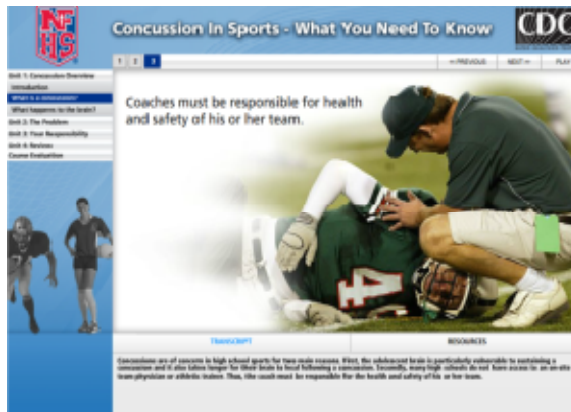 NFHS
Concussion In Sports - What You Need To Know
CDC
1 2 3
<< PREVIOUS NEXT >> PLAY
Unit 1: Concussion Overview
Introduction
What is a concussion?
What happens to the brain?
Unit 2: The Problem
Unit 3: Your Responsibility
Unit 4: Review
Course Evaluation
Coaches must be responsible for health
and safety of his or her team.
4
TRANSCRIPT RESOURCES
Concussions are of concern in high school sports for two main reasons. First, the adolescent brain is particularly vulnerable to sustaining a
concussion and it also takes longer for their brain to heal following a concussion. Secondly, many high schools do not have access to an on-site
team physician or athletic trainer. Thus, the coach must be responsible for the health and safety of his or her team.